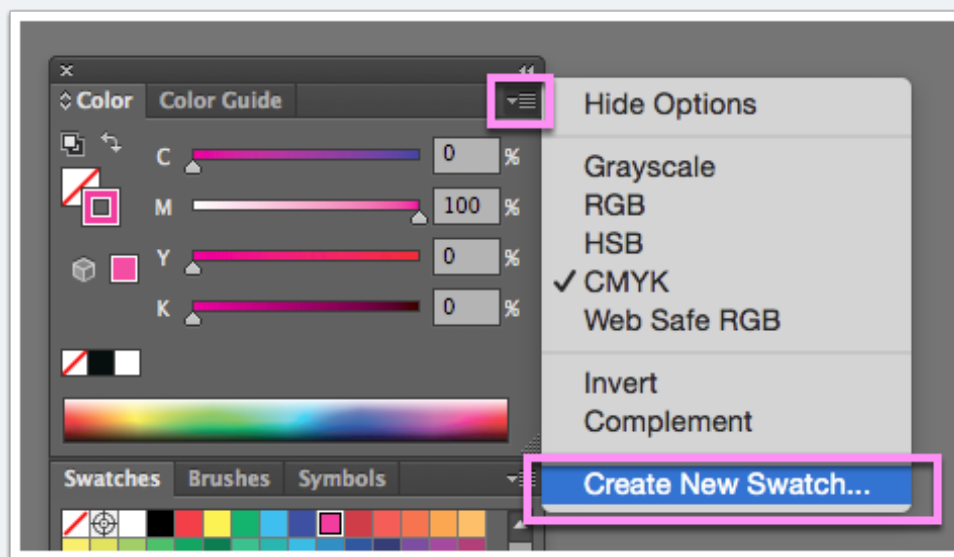 Color Color Guide
C 0 %
M 100 %
Y 0 %
K 0 %
Swatches Brushes Symbols
Hide Options
Grayscale
RGB
HSB
CMYK
Web Safe RGB
Invert
Complement
Create New Swatch...